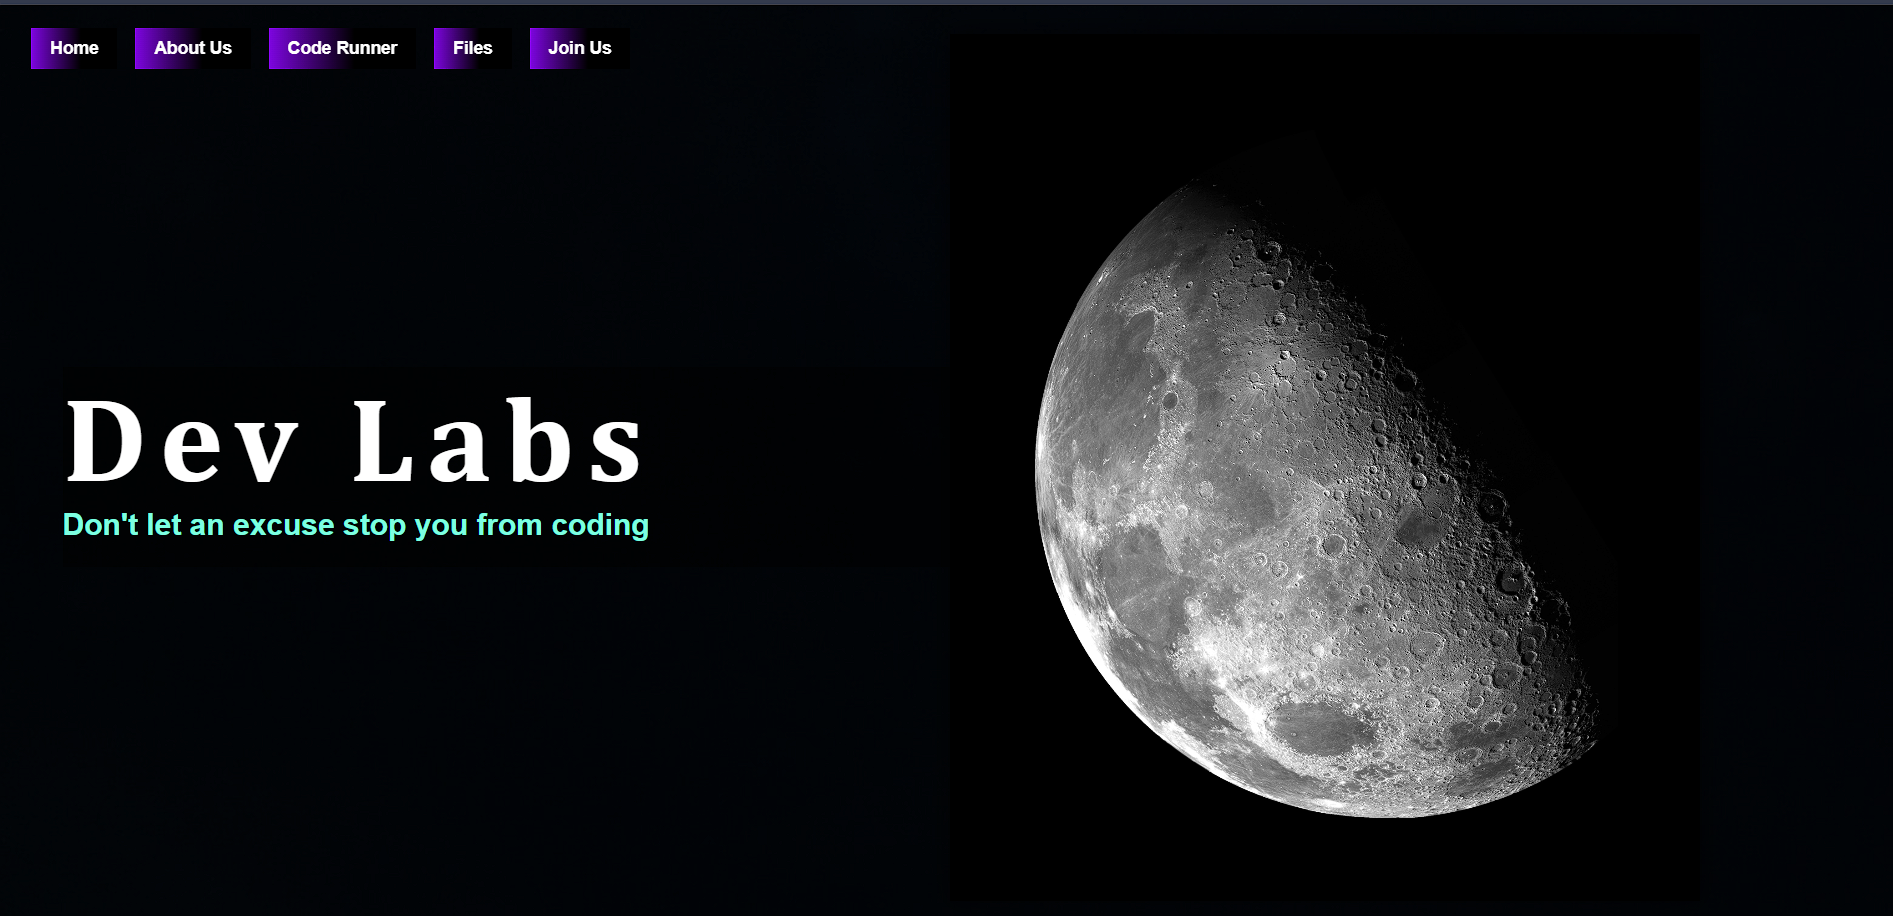 Home About Us Code Runner Files Join Us
Dev Labs
Don't let an excuse stop you from coding